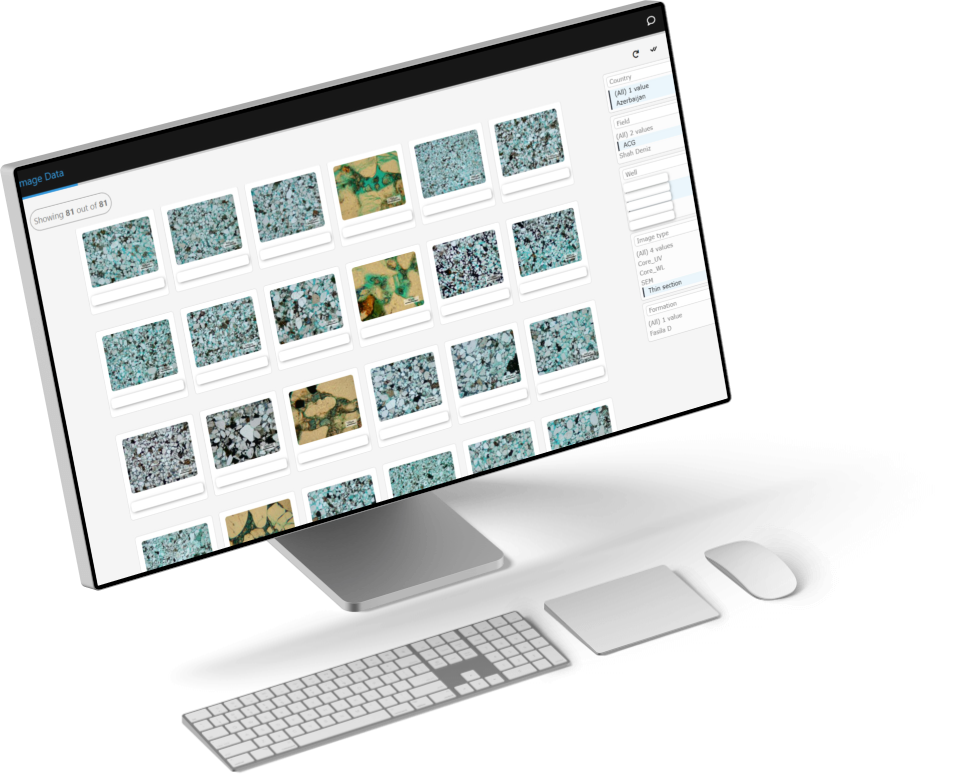 mage Data
Showing 81 out of 81
Country
(All) 1 value
Azerbaijan
Field
(All) 2 values
ACG
Shah Deniz
Well
Image type
(All) 4 values
Core_UV
Core_WL
SEM
Thin section
Formation
(All) 1 value
Fasila D